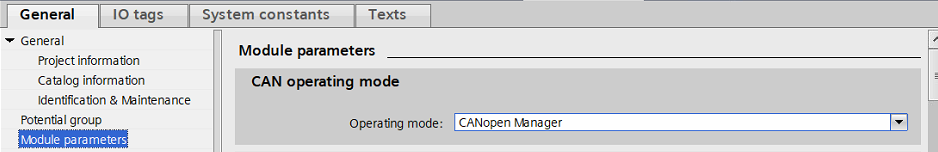 General IO tags System constants Texts
General
Project information
Catalog information
Identification & Maintenance
Potential group
Module parameters
Module parameters
CAN operating mode
Operating mode: CANopen Manager